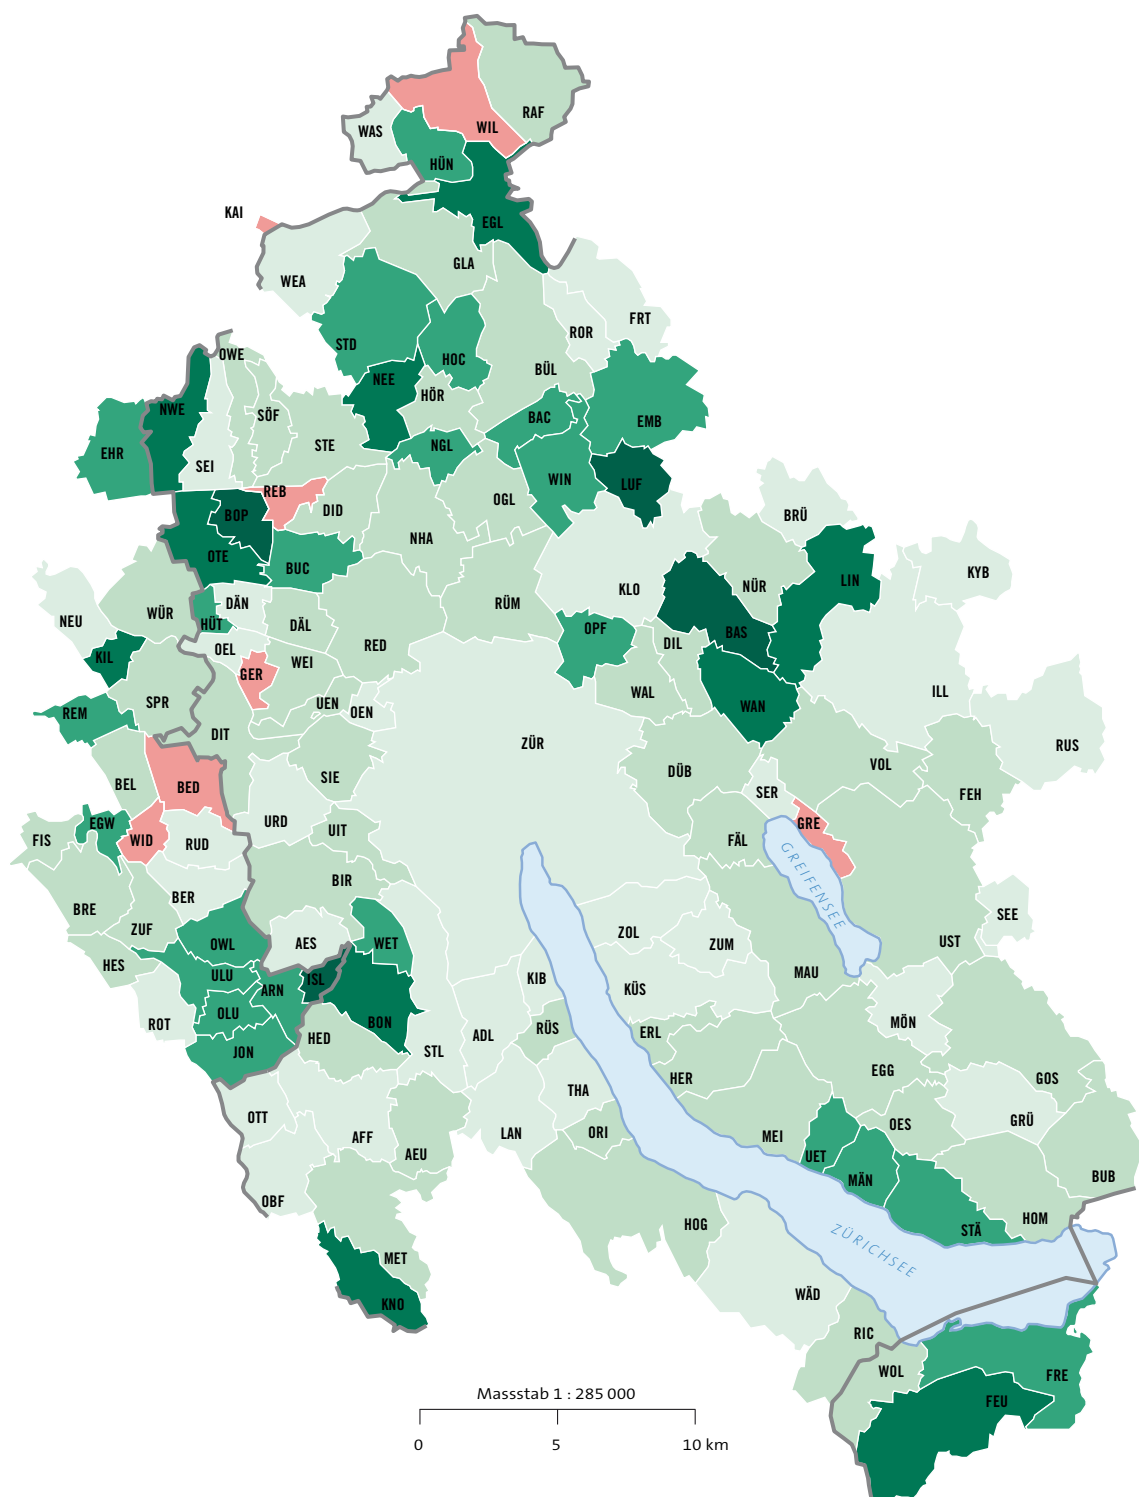 RAF
WAS
WIL
HÜN
KAI
EGL
GLA
WEA
FRT
ROR
STD
OWE
HOC
BÜL
NEE
HÖR
NWE
SÖF
BAC
EMB
STE
NGL
EHR
SEI
WIN
LUF
REB
OGL
DID
BOP
BRÜ
NHA
OTE
BUC
KYB
LIN
NÜR
KLO
DÄN
RÜM
WÜR
NEU
HÜT
DÄL
OPF
BAS
RED
DIL
OEL
KIL
WEI
GER
WAL
ILL
SPR
UEN
WAN
REM
OEN
DIT
ZÜR
RUS
VOL
DÜB
SIE
BEL
BED
SER
FEH
URD
EGW
GRE
UIT
FIS
WID
RUD
FÄL
GREIFENSEE
BIR
BER
BRE
SEE
ZUF
ZOL
OWL
AES
WET
ZUM
UST
HES
ULU
ISL
KIB
MAU
ARN
KÜS
OLU
ROT
BON
MÖN
RÜS
ERL
HED
ADL
JON
STL
EGG
HER
GOS
THA
OTT
GRÜ
OES
LAN
ORI
AFF
MEI
AEU
UET
BUB
MÄN
OBF
HOM
HOG
STÄ
ZÜRICHSEE
MET
WÄD
KNO
RIC
WOL
FRE
Massstab 1 : 285 000
FEU
0 5 10 km